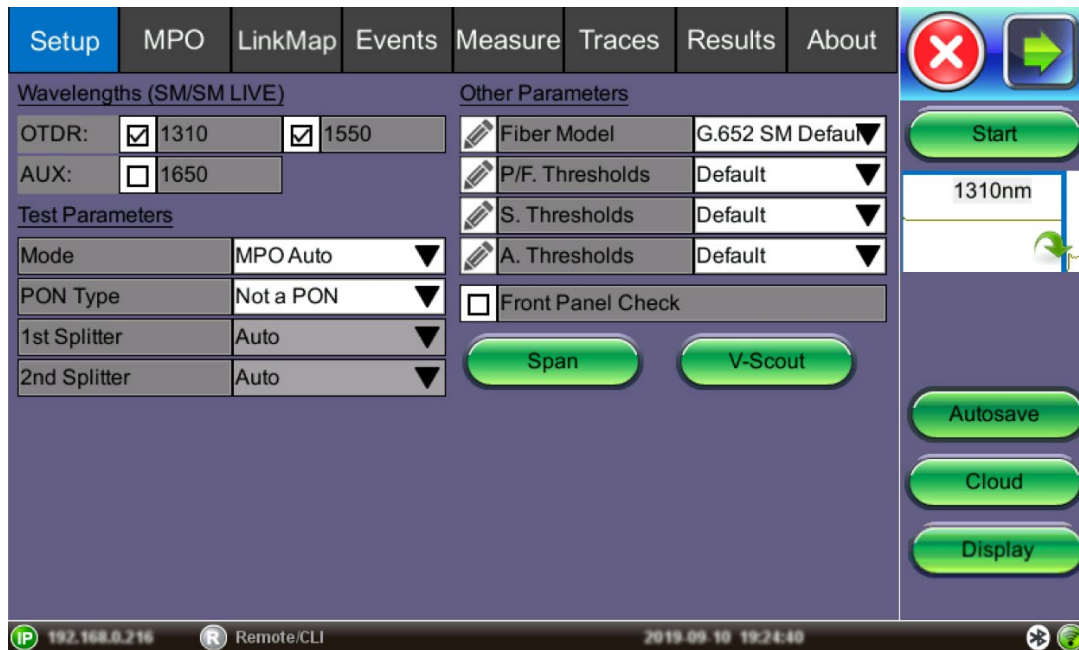 Setup MPO LinkMap Events Measure Traces Results About
Wavelengths (SM/SM LIVE)
OTDR: 1310 1550
AUX: 1650
Test Parameters
Mode MPO Auto
PON Type Not a PON
1st Splitter Auto
2nd Splitter Auto
Other Parameters
Fiber Model G.652 SM Defaul
P/F. Thresholds Default
S. Thresholds Default
A. Thresholds Default
Front Panel Check
Span V-Scout
Start
1310nm
Autosave
Cloud
Display
IP 192.168.0.216 R Remote/CLI 2019-09-10 19:24:40